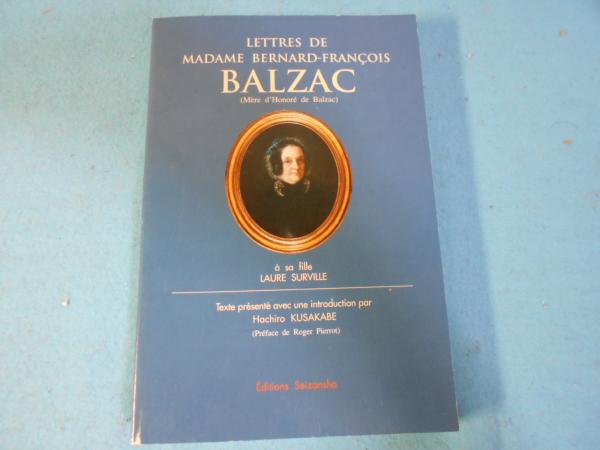 LETTRES DE
MADAME BERNARD-FRANÇOIS
BALZAC
(Mère d'Honoré de Balzac)
à sa fille
LAURE SURVILLE
Texte présenté avec une introduction par
Hachiro KUSAKABE
(Préface de Roger Pierrot)
Éditions Seizansha